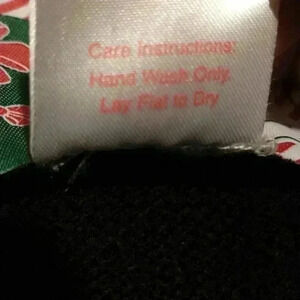 Care Instructions:
Hand Wash Only.
Lay Flat to Dry